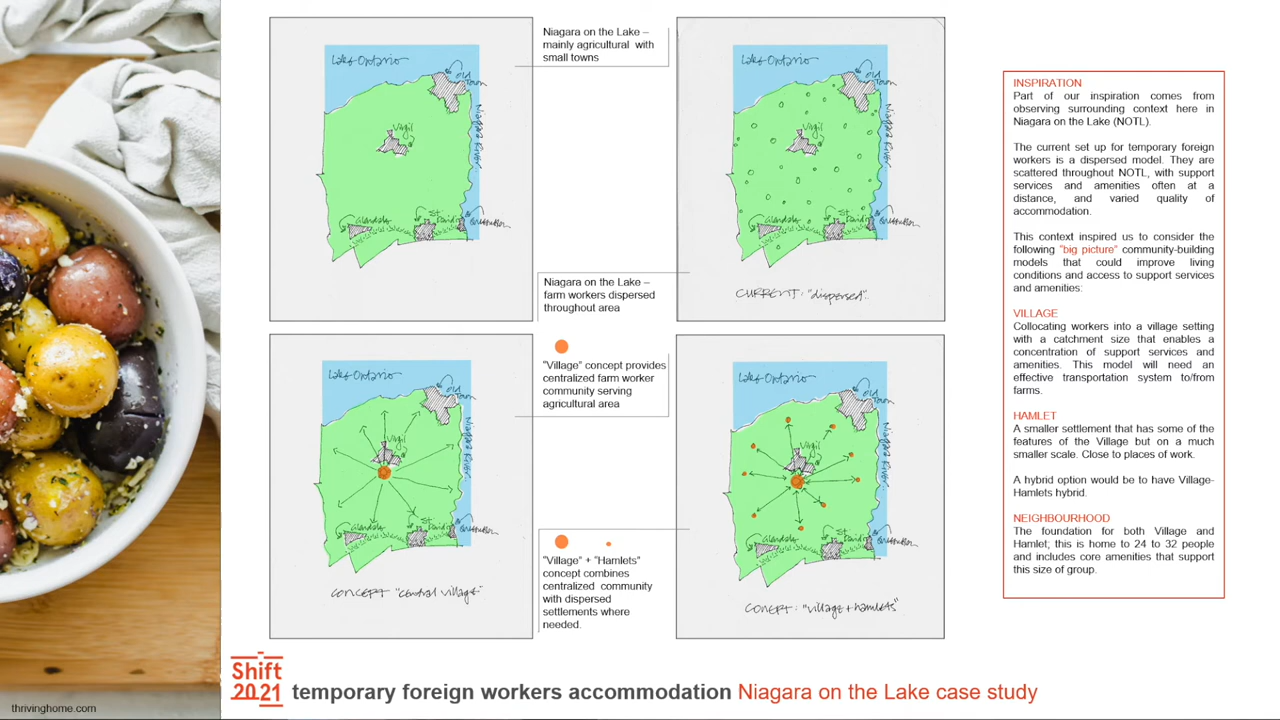 Lake Ontario
Old Town
Virgil
Niagara River
Glendale
St. Davids
Queenston
Niagara on the Lake –
mainly agricultural with
small towns
Lake Ontario
Old Town
Virgil
Niagara River
Glendale
St. Davids
Queenston
CURRENT: "dispersed".
Niagara on the Lake –
farm workers dispersed
throughout area
Lake Ontario
Old Town
Virgil
Niagara River
Glendale
St. Davids
Queenston
CONCEPT "central village"
"Village" concept provides
centralized farm worker
community serving
agricultural area
Lake Ontario
Old Town
Virgil
Niagara River
Glendale
St. Davids
Queenston
CONCEPT: "village + hamlets"
"Village" + "Hamlets"
concept combines
centralized community
with dispersed
settlements where
needed.
INSPIRATION
Part of our inspiration comes from
observing surrounding context here in
Niagara on the Lake (NOTL).
The current set up for temporary foreign
workers is a dispersed model. They are
scattered throughout NOTL, with support
services and amenities often at a
distance, and varied quality of
accommodation.
This context inspired us to consider the
following "big picture" community-building
models that could improve living
conditions and access to support services
and amenities:
VILLAGE
Collocating workers into a village setting
with a catchment size that enables a
concentration of support services and
amenities. This model will need an
effective transportation system to/from
farms.
HAMLET
A smaller settlement that has some of the
features of the Village but on a much
smaller scale. Close to places of work.
A hybrid option would be to have Village-
Hamlets hybrid.
NEIGHBOURHOOD
The foundation for both Village and
Hamlet; this is home to 24 to 32 people
and includes core amenities that support
this size of group.
Shift
2021
temporary foreign workers accommodation Niagara on the Lake case study
thrivinghome.com